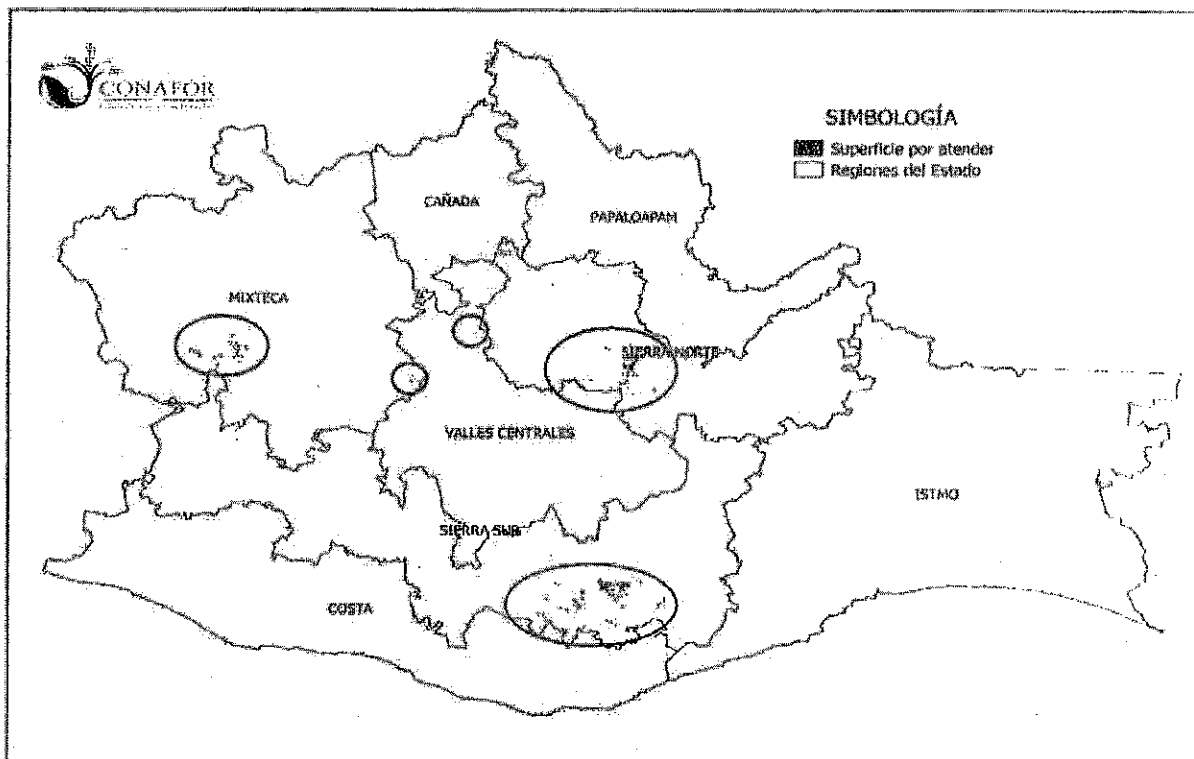 CONAFOR
SIMBOLOGÍA
Superficie por atender
Regiones del Estado
CAÑADA
PAPALOAPAM
MIXTECA
SIERRA NORTE
VALLES CENTRALES
ISTMO
SIERRA SUR
COSTA